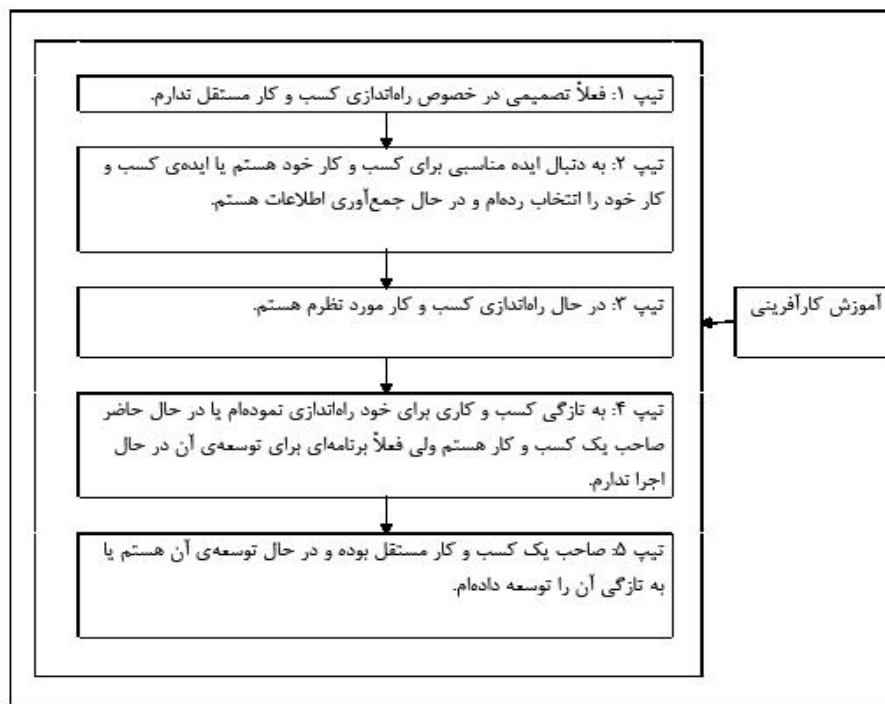 تیپ ۱: فعلاً تصمیمی در خصوص راه‌اندازی کسب و کار مستقل ندارم.
تیپ ۲: به دنبال ایده مناسبی برای کسب و کار خود هستم یا ایده‌ی کسب و
کار خود را انتخاب رده‌ام و در حال جمع‌آوری اطلاعات هستم.
تیپ ۳: در حال راه‌اندازی کسب و کار مورد نظرم هستم.
آموزش کارآفرینی
تیپ ۴: به تازگی کسب و کاری برای خود راه‌اندازی نموده‌ام یا در حال حاضر
صاحب یک کسب و کار هستم ولی فعلاً برنامه‌ای برای توسعه‌ی آن در حال
اجرا ندارم.
تیپ ۵: صاحب یک کسب و کار مستقل بوده و در حال توسعه‌ی آن هستم یا
به تازگی آن را توسعه داده‌ام.